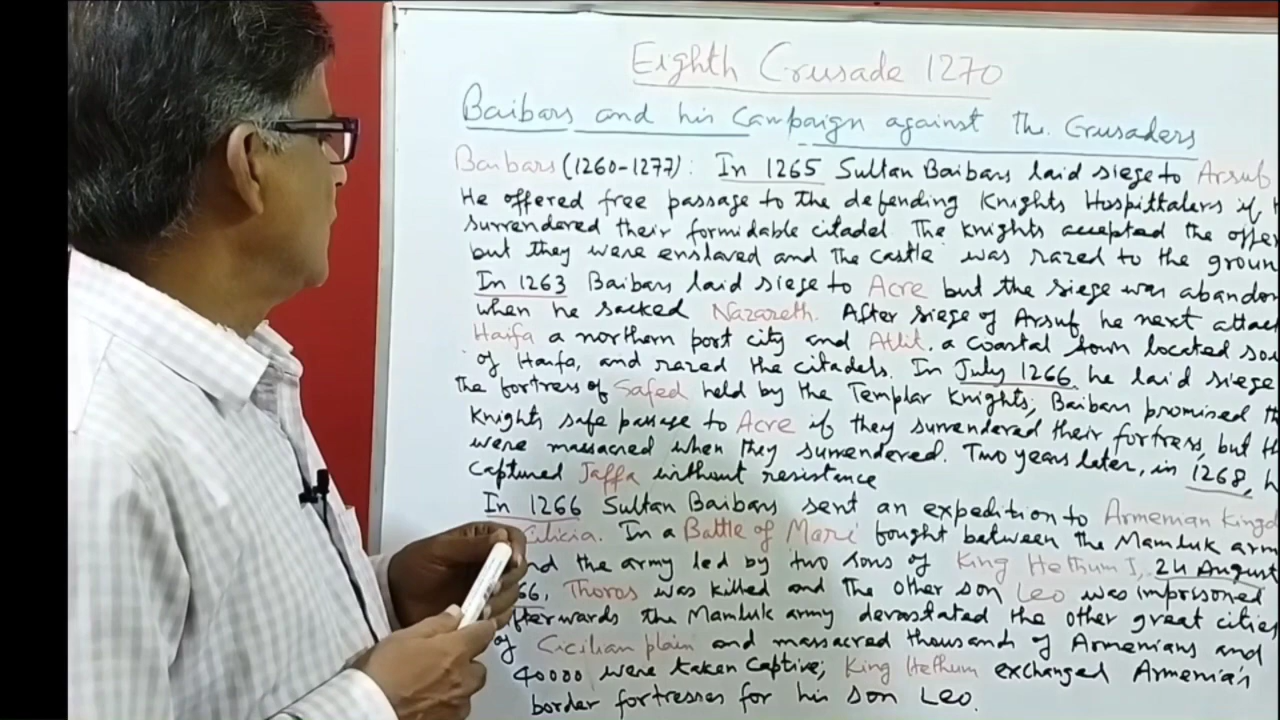 Eighth Crusade 1270
Baibars and his Campaign against The Crusaders
Baibars (1260-1277): In 1265 Sultan Baibars laid siege to Arsuf
He offered free passage to the defending Knights Hospittalers if
surrendered their formidable citadel The knights accepted the offer
but they were enslaved and the castle was razed to the groun
In 1263 Baibars laid siege to Acre but the siege was abandon
when he sacked Nazareth. After siege of Arsuf he next attac
Haifa a northern port city and Atlit. a coastal town located sou
of Haifa, and razed the citadels. In July 1266 he laid siege
the fortress of Safed held by the Templar Knights; Baibars promised th
Knights safe passage to Acre if they surrendered their fortress, but th
were massacred when they surrendered. Two years later, in 1268, h
captured Jaffa without resistance
In 1266 Sultan Baibars sent an expedition to Armenian Kingd
Cilicia. In a Battle of Mari fought between the Mamluk arm
nd the army led by two sons of King Hethum I, 24 August
66, Thoros was killed and the other son Leo was imprisoned
fterwards the Mamluk army devastated the other great cities
of Cicilian plain and massacred thousands of Armenians and
40000 were taken captive; King Hethum exchanged Armenia's
border fortresses for his son Leo.